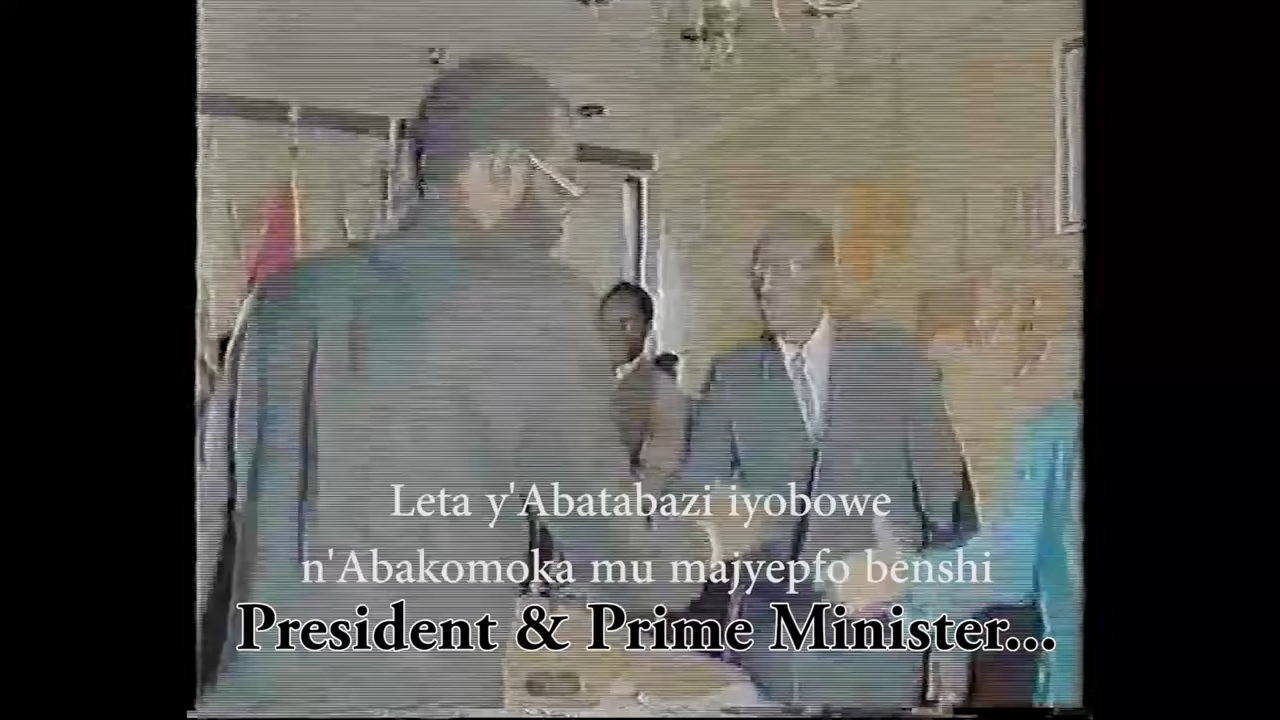 Leta y'Abatabazi iyobowe
n'Abakomoka mu majyepfo benshi
President & Prime Minister...